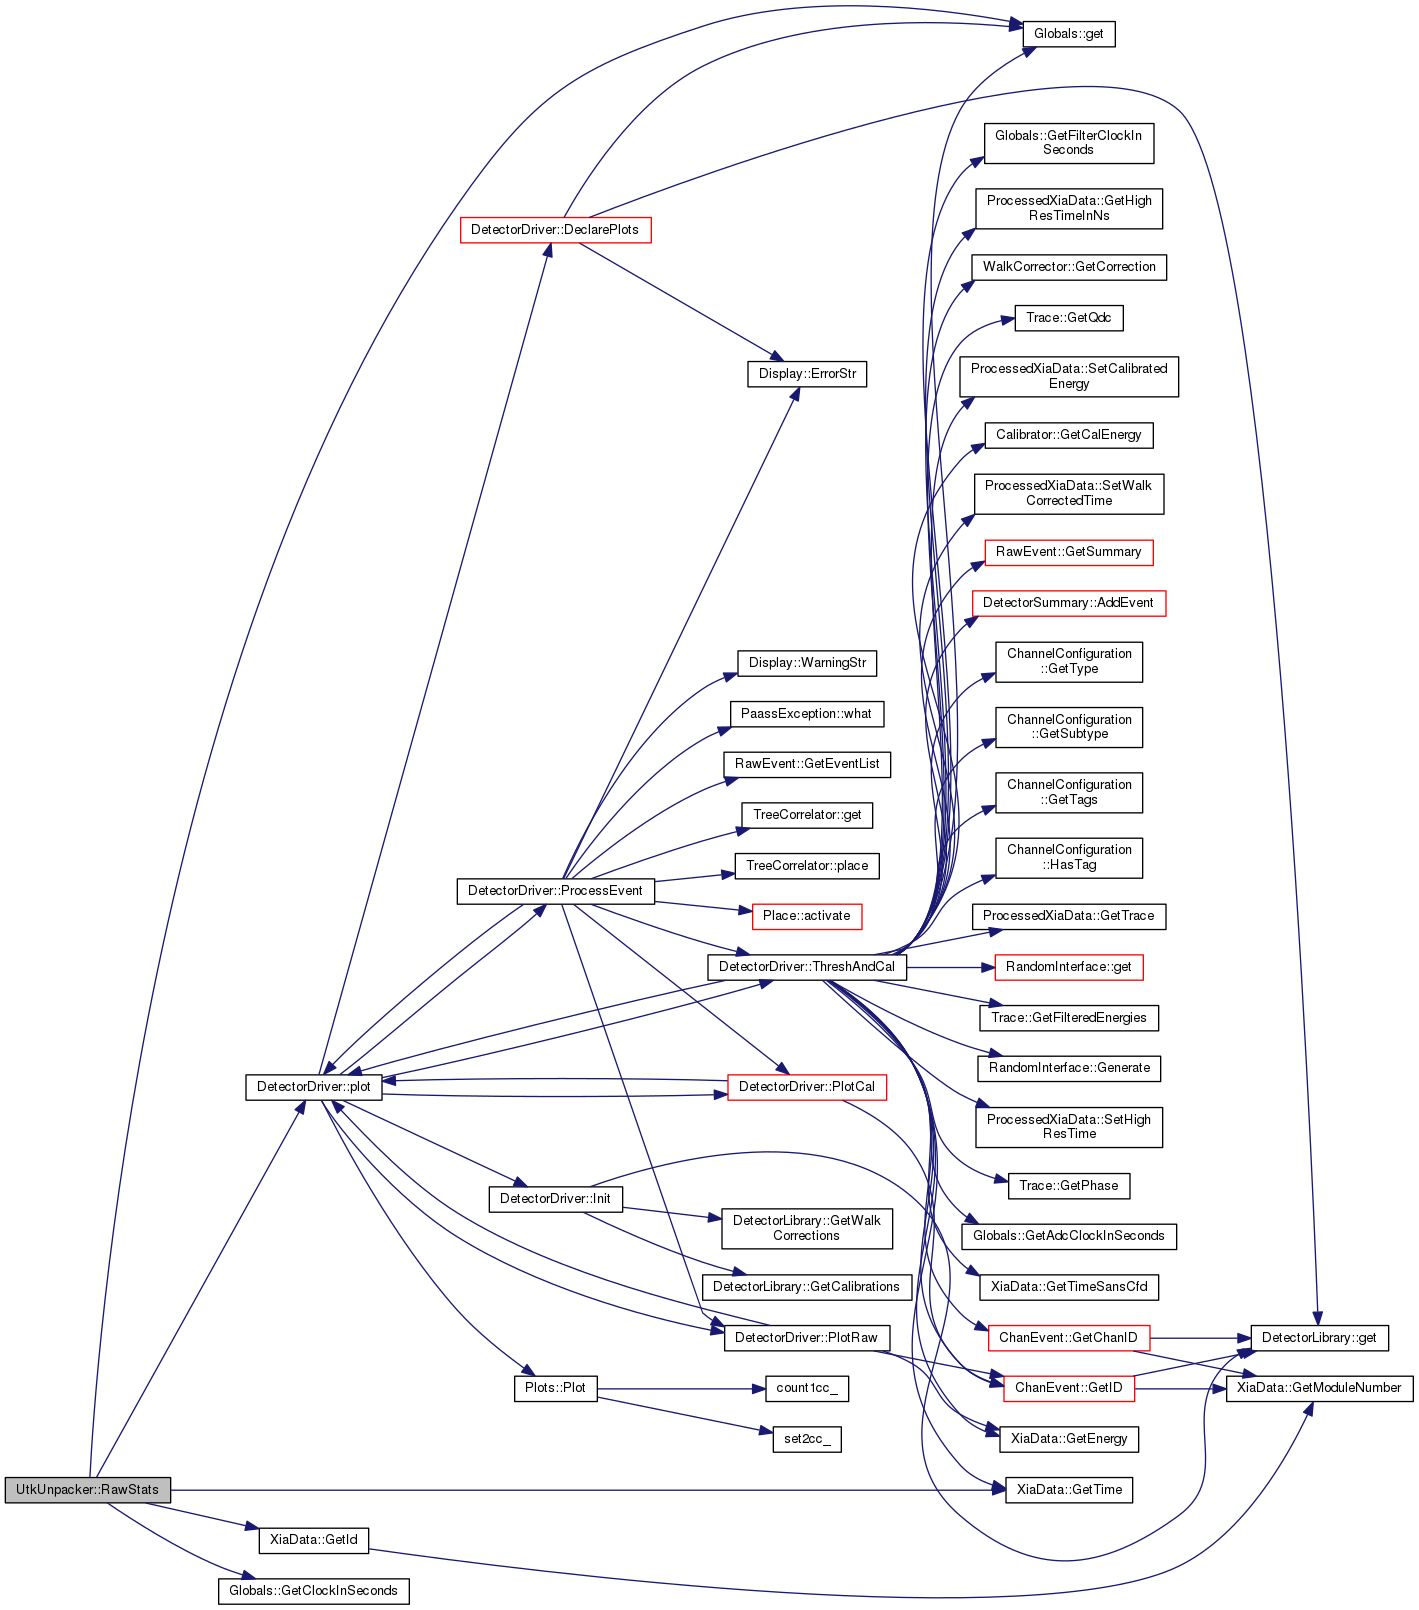 Globals::get
Globals::GetFilterClockIn
Seconds
ProcessedXiaData::GetHigh
ResTimeInNs
DetectorDriver::DeclarePlots
WalkCorrector::GetCorrection
Trace::GetQdc
Display::ErrorStr
ProcessedXiaData::SetCalibrated
Energy
Calibrator::GetCalEnergy
ProcessedXiaData::SetWalk
CorrectedTime
RawEvent::GetSummary
DetectorSummary::AddEvent
Display::WarningStr
ChannelConfiguration
::GetType
PaassException::what
ChannelConfiguration
::GetSubtype
RawEvent::GetEventList
ChannelConfiguration
::GetTags
TreeCorrelator::get
TreeCorrelator::place
ChannelConfiguration
::HasTag
DetectorDriver::ProcessEvent
Place::activate
ProcessedXiaData::GetTrace
DetectorDriver::ThreshAndCal
RandomInterface::get
Trace::GetFilteredEnergies
RandomInterface::Generate
DetectorDriver::plot
DetectorDriver::PlotCal
ProcessedXiaData::SetHigh
ResTime
Trace::GetPhase
DetectorDriver::Init
DetectorLibrary::GetWalk
Corrections
Globals::GetAdcClockInSeconds
DetectorLibrary::GetCalibrations
XiaData::GetTimeSansCfd
DetectorDriver::PlotRaw
ChanEvent::GetChanID
DetectorLibrary::get
Plots::Plot
count1cc_
ChanEvent::GetID
XiaData::GetModuleNumber
set2cc_
XiaData::GetEnergy
UtkUnpacker::RawStats
XiaData::GetTime
XiaData::GetId
Globals::GetClockInSeconds